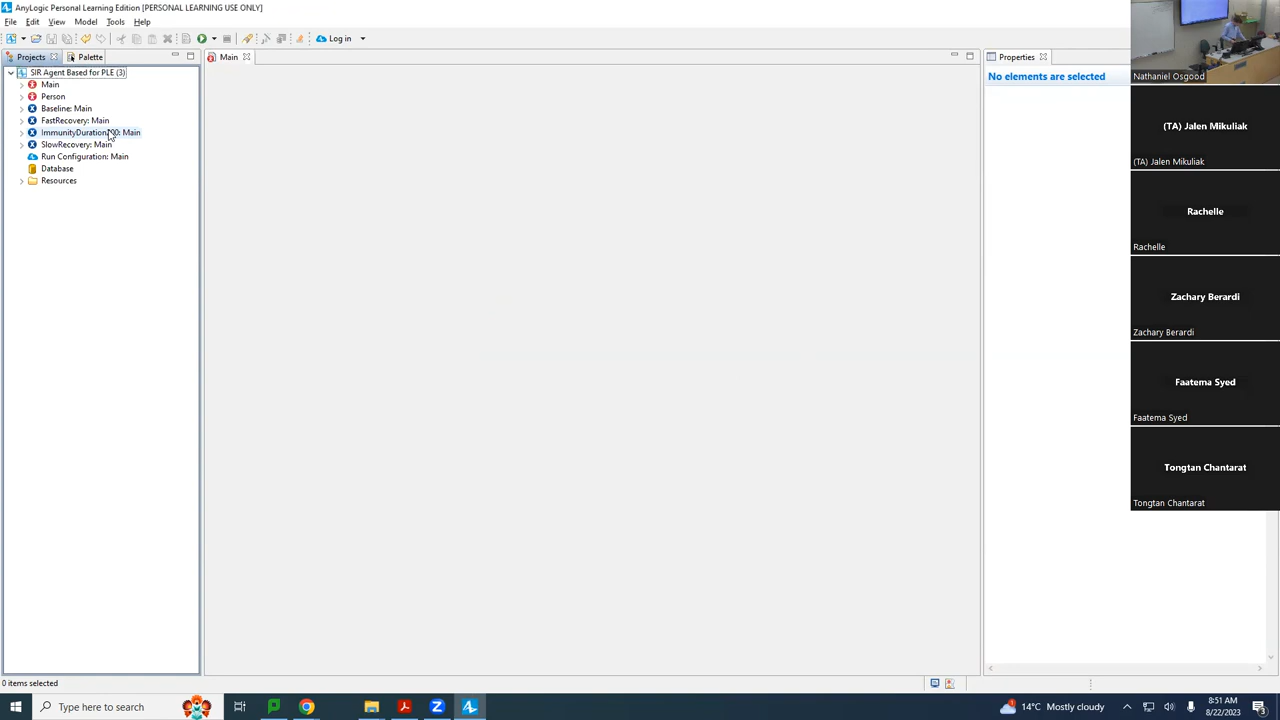 AnyLogic Personal Learning Edition [PERSONAL LEARNING USE ONLY]
File Edit View Model Tools Help
Log in
Projects Palette
Main
Properties
SIR Agent Based for PLE (3)
Main
Person
Baseline: Main
FastRecovery: Main
ImmunityDuration 0: Main
SlowRecovery: Main
Run Configuration: Main
Database
Resources
No elements are selected
Nathaniel Osgood
(TA) Jalen Mikuliak
(TA) Jalen Mikuliak
Rachelle
Rachelle
Zachary Berardi
Zachary Berardi
Faatema Syed
Faatema Syed
Tongtan Chantarat
Tongtan Chantarat
0 items selected
Type here to search
14°C Mostly cloudy
8:51 AM
8/22/2023
3